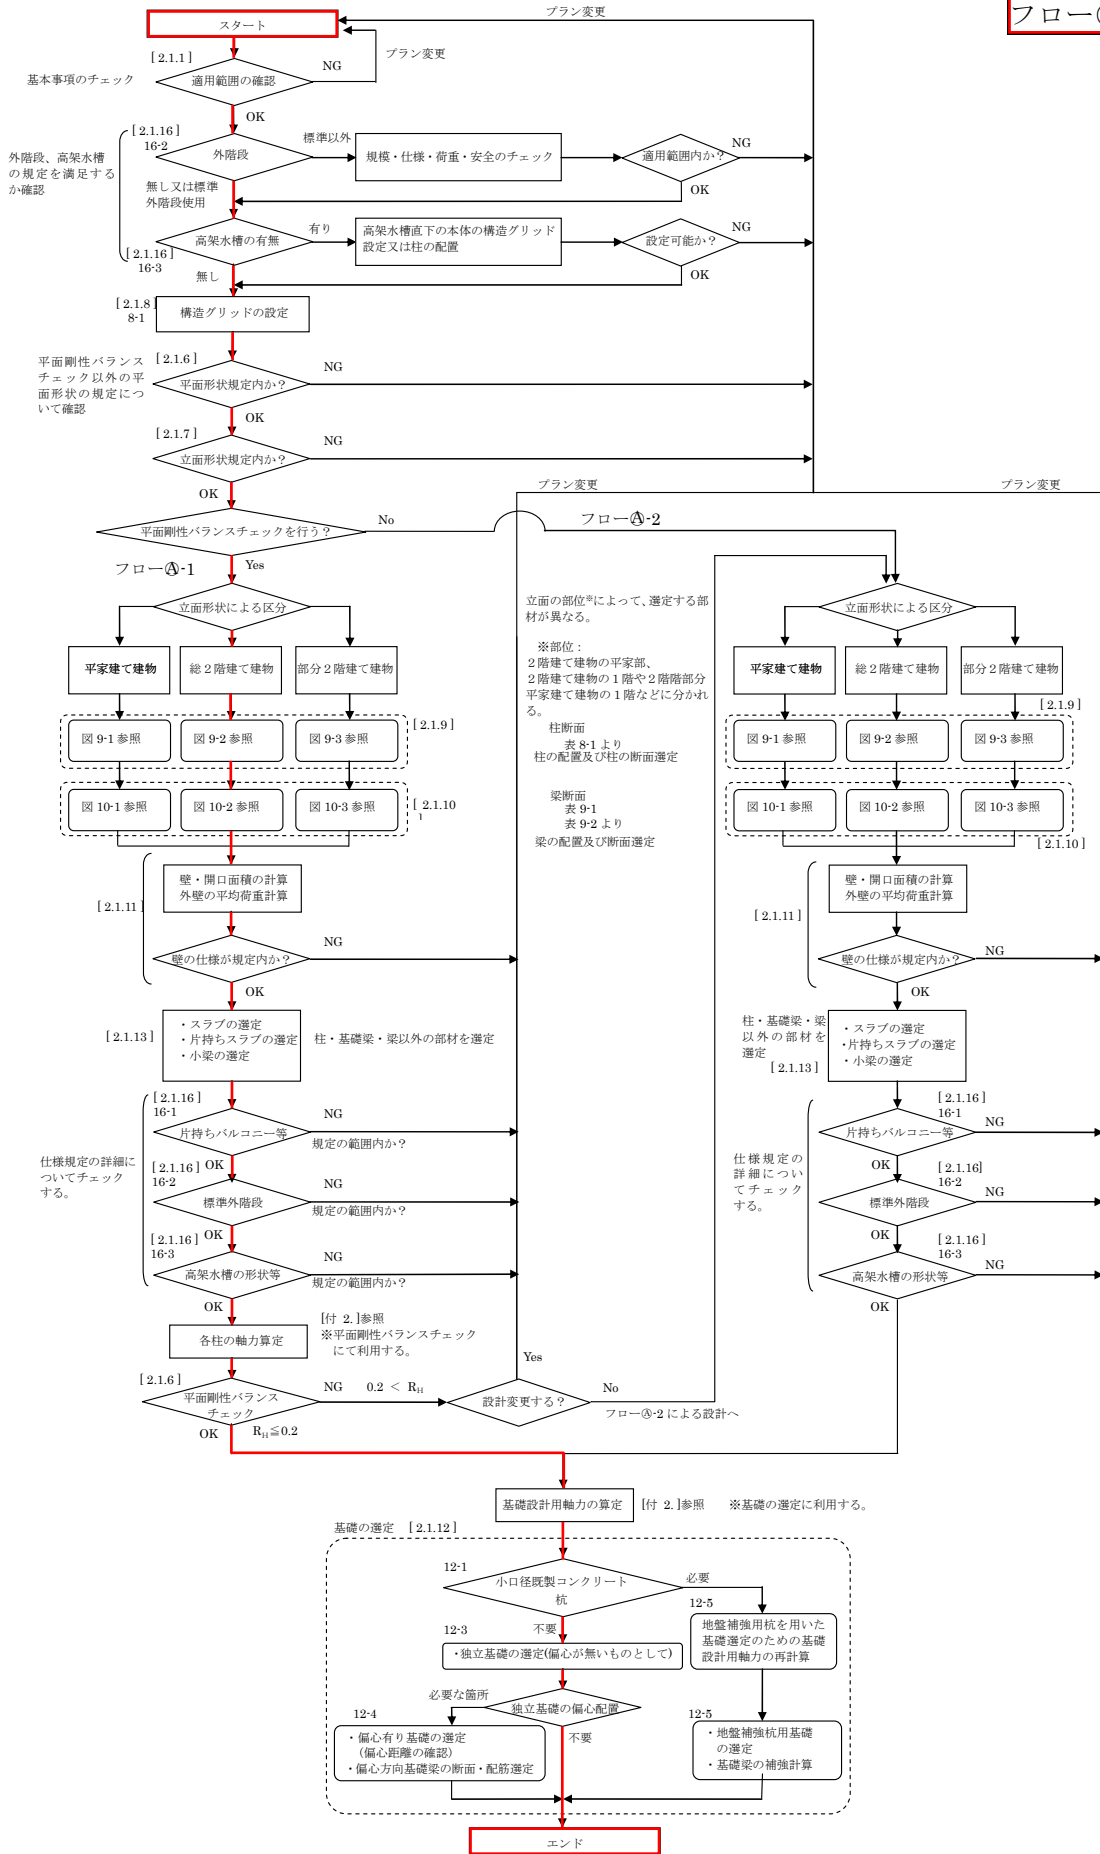 プラン変更
フロー
スタート
プラン変更
[ 2.1.1 ]
NG
基本事項のチェック
適用範囲の確認
OK
[ 2.1.16 ]
16-2
標準以外
外階段
規模・仕様・荷重・安全のチェック
適用範囲内か？
NG
外階段、高架水槽
の規定を満足する
か確認
OK
無し又は標準
外階段使用
高架水槽の有無
有り
高架水槽直下の本体の構造グリッド
設定又は柱の配置
設定可能か？
NG
[ 2.1.16 ]
16-3
無し
OK
[ 2.1.8 ]
8-1
構造グリッドの設定
平面剛性バランス
チェック以外の平
面形状の規定につ
いて確認
[ 2.1.6 ]
NG
平面形状規定内か？
OK
[ 2.1.7 ]
NG
立面形状規定内か？
OK
プラン変更
プラン変更
平面剛性バランスチェックを行う？
No
フローⒶ-2
フローⒶ-1
Yes
立面形状による区分
平家建て建物
総２階建て建物
部分２階建て建物
図 9-1 参照
図 9-2 参照
図 9-3 参照
[ 2.1.9 ]
図 10-1 参照
図 10-2 参照
図 10-3 参照
[ 2.1.10
]
立面の部位※によって、選定する部
材が異なる。
※部位：
２階建て建物の平家部、
２階建て建物の１階や２階階部分
平家建て建物の１階などに分かれ
る。
柱断面
表 8-1 より
柱の配置及び柱の断面選定
梁断面
表 9-1
表 9-2 より
梁の配置及び断面選定
立面形状による区分
平家建て建物
総２階建て建物
部分２階建て建物
[ 2.1.9 ]
図 9-1 参照
図 9-2 参照
図 9-3 参照
図 10-1 参照
図 10-2 参照
図 10-3 参照
[ 2.1.10 ]
[ 2.1.11 ]
壁・開口面積の計算
外壁の平均荷重計算
壁の仕様が規定内か？
NG
OK
[ 2.1.11 ]
壁・開口面積の計算
外壁の平均荷重計算
壁の仕様が規定内か？
NG
OK
[ 2.1.13 ]
・スラブの選定
・片持ちスラブの選定
・小梁の選定
柱・基礎梁・梁以外の部材を選定
柱・基礎梁・梁
以外の部材を
選定
[ 2.1.13 ]
・スラブの選定
・片持ちスラブの選定
・小梁の選定
仕様規定の詳細に
ついてチェック
する。
[ 2.1.16 ]
16-1
片持ちバルコニー等
NG
規定の範囲内か？
OK
[ 2.1.16 ]
16-2
標準外階段
NG
規定の範囲内か？
OK
[ 2.1.16 ]
16-3
高架水槽の形状等
NG
規定の範囲内か？
OK
仕様規定の
詳細につい
てチェック
する。
[ 2.1.16 ]
16-1
片持ちバルコニー等
NG
OK
[ 2.1.16]
16-2
標準外階段
NG
OK
[ 2.1.16 ]
16-3
高架水槽の形状等
NG
OK
各柱の軸力算定
[付 2. ]参照
※平面剛性バランスチェック
にて利用する。
[ 2.1.6 ]
平面剛性バランス
チェック
NG 0.2 < RH
OK RH≦0.2
Yes
設計変更する？
No
フローⒶ-2 による設計へ
基礎設計用軸力の算定
[付 2. ]参照 ※基礎の選定に利用する。
基礎の選定 [ 2.1.12 ]
12-1
小口径既製コンクリート
杭
必要
不要
12-5
地盤補強用杭を用いた
基礎選定のための基礎
設計用軸力の再計算
12-3
・独立基礎の選定(偏心が無いものとして)
必要な箇所
独立基礎の偏心配置
不要
12-4
・偏心有り基礎の選定
(偏心距離の確認)
・偏心方向基礎梁の断面・配筋選定
12-5
・地盤補強杭用基礎
の選定
・基礎梁の補強計算
エンド